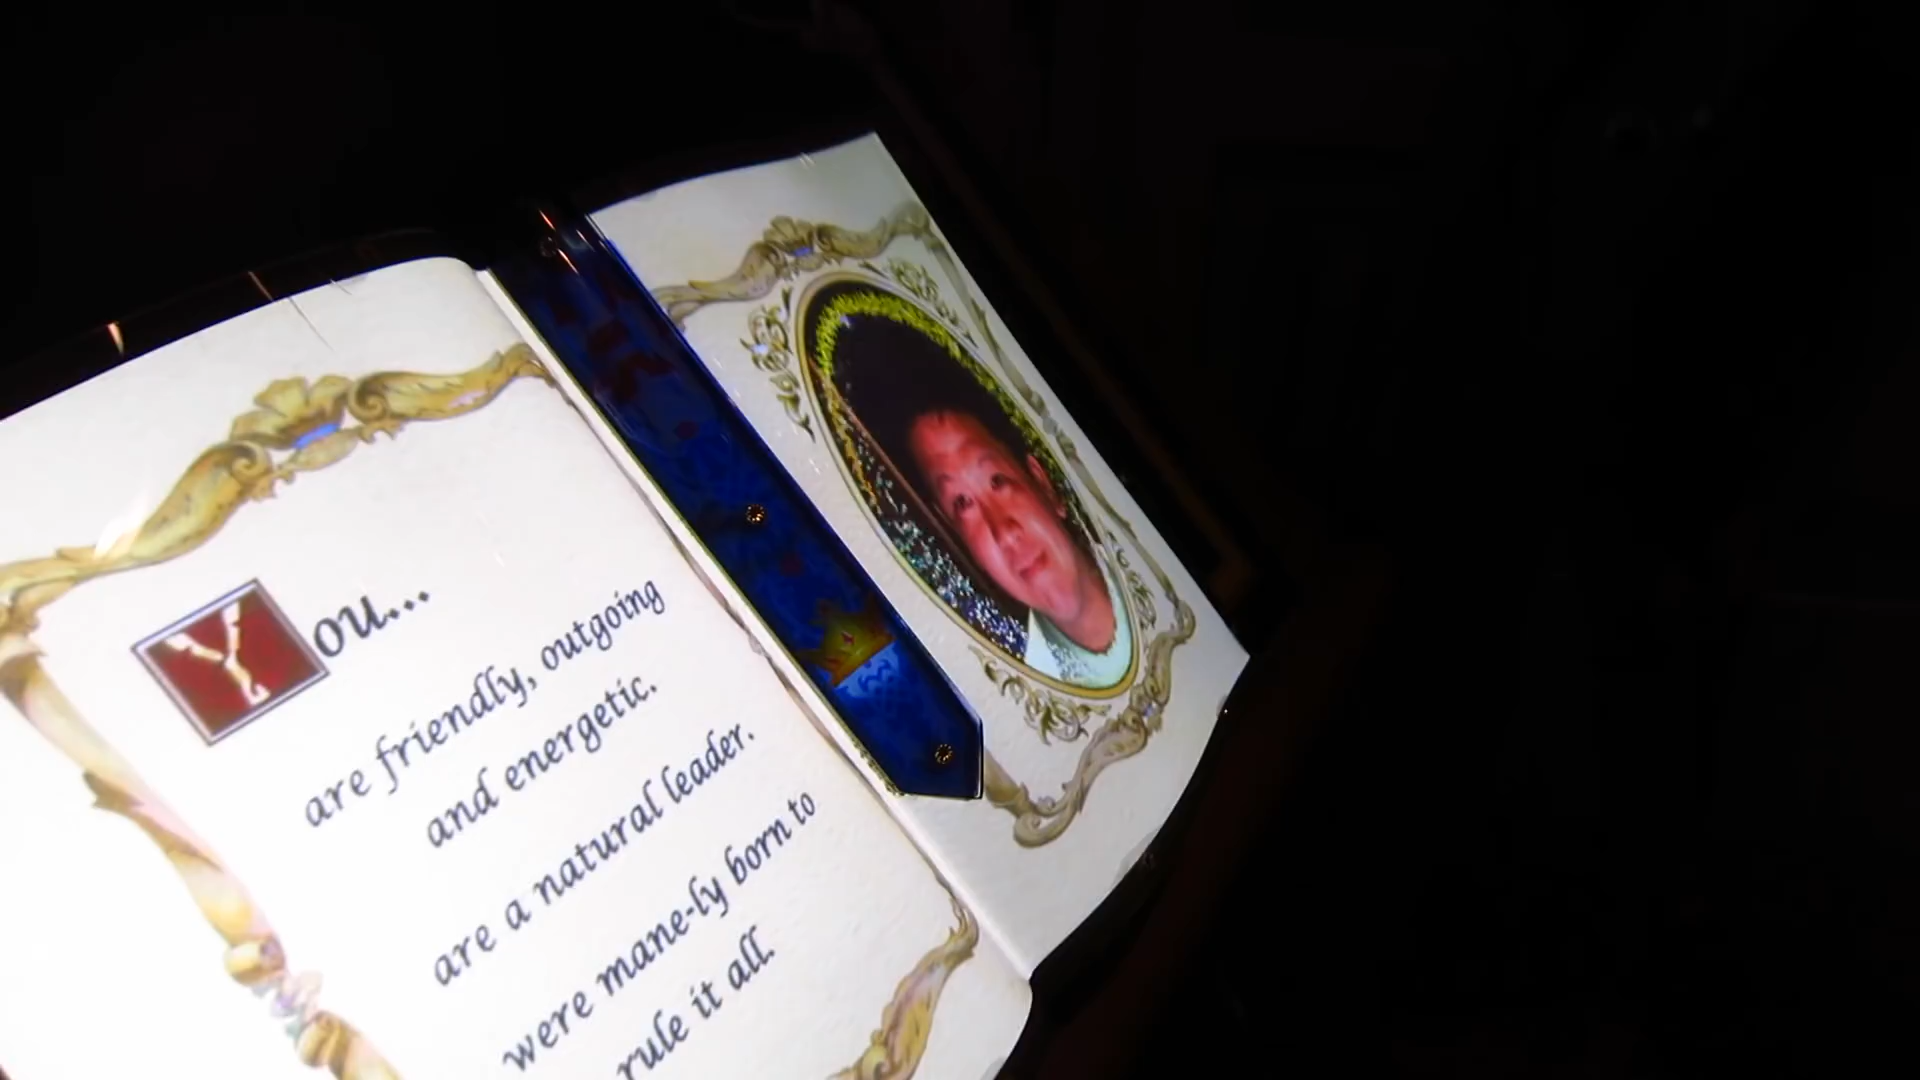 You...
are friendly, outgoing
and energetic.
are a natural leader.
were mane-ly born to
rule it all.